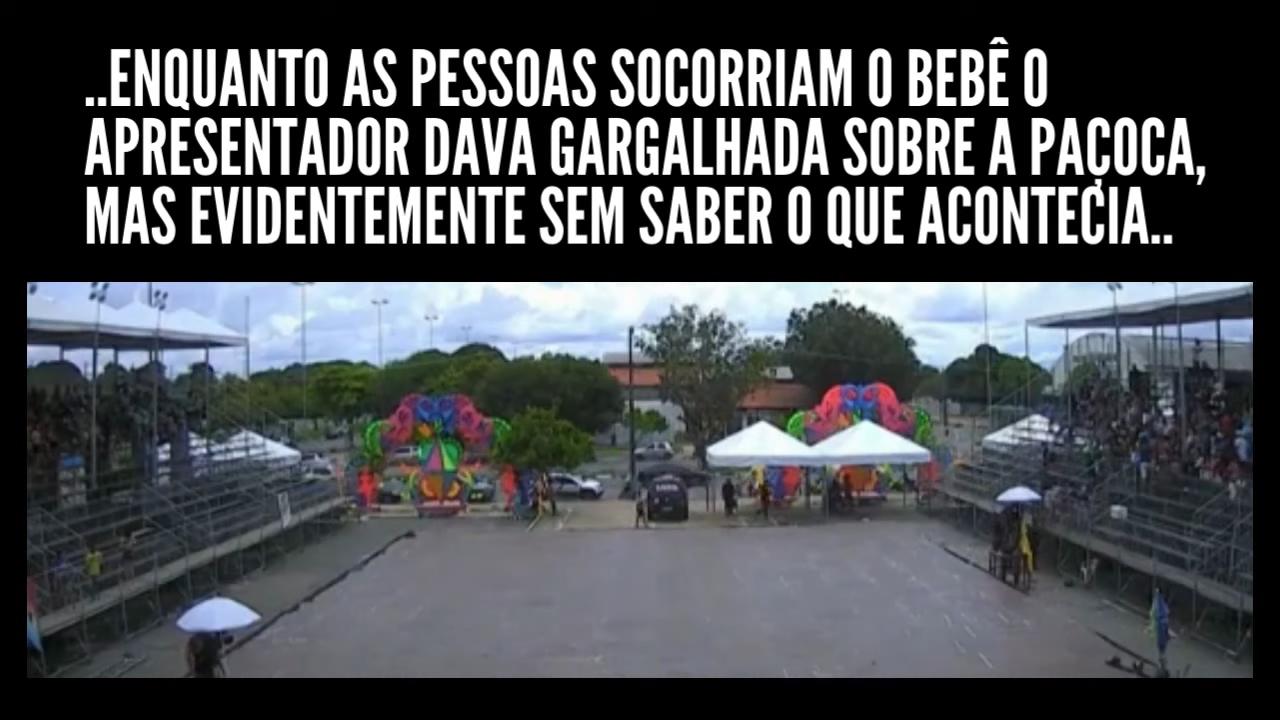 ..ENQUANTO AS PESSOAS SOCORRIAM O BEBÊ O
APRESENTADOR DAVA GARGALHADA SOBRE A PAÇOCA,
MAS EVIDENTEMENTE SEM SABER O QUE ACONTECIA..